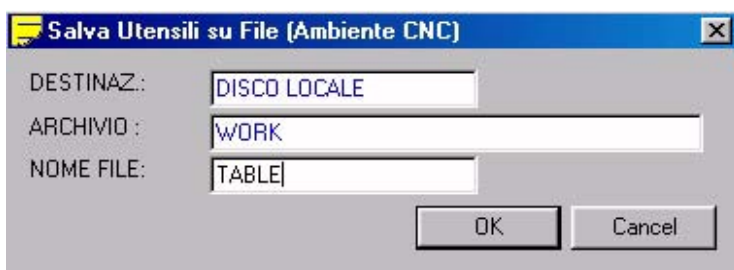 Salva Utensili su File (Ambiente CNC)
DESTINAZ.: DISCO LOCALE
ARCHIVIO : WORK
NOME FILE: TABLE
OK Cancel